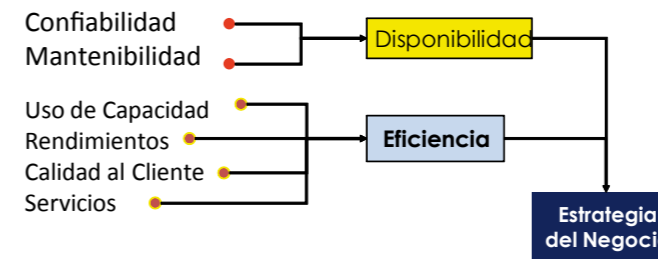 Confiabilidad
Mantenibilidad
Disponibilidad
Uso de Capacidad
Rendimientos
Calidad al Cliente
Servicios
Eficiencia
Estrategia
del Negoci